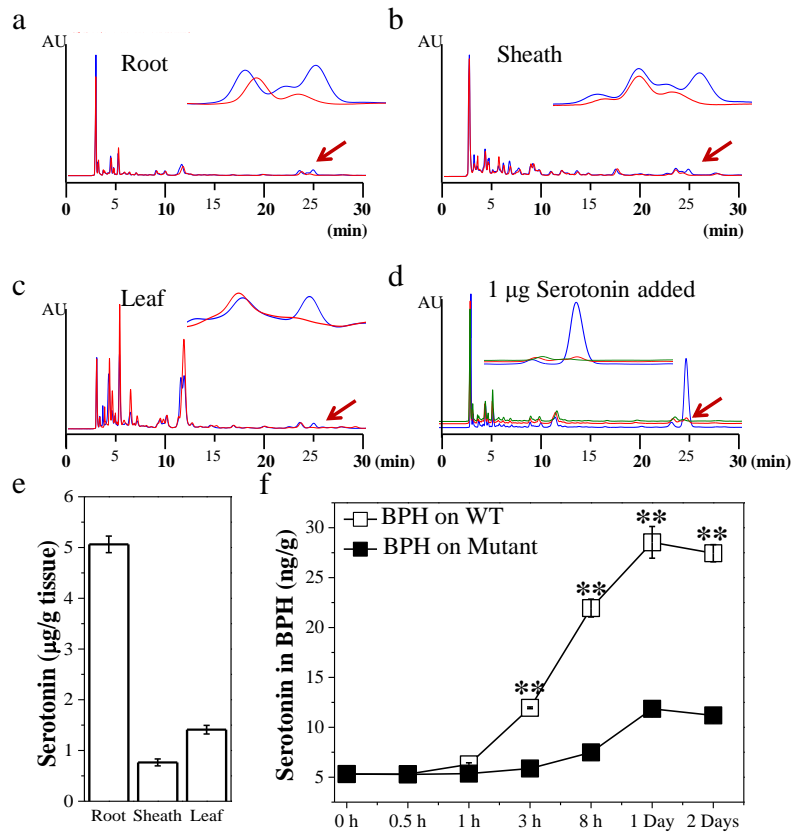 a
AU
Root
0 5 10 15 20 25 30
(min)
b
AU
Sheath
0 5 10 15 20 25 30
(min)
c
AU
Leaf
0 5 10 15 20 25 30 (min)
d
AU
1 µg Serotonin added
0 5 10 15 20 25 30 (min)
e
Serotonin (µg/g tissue)
6
5
4
3
2
1
0
Root Sheath Leaf
f
Serotonin in BPH (ng/g)
BPH on WT
BPH on Mutant
30
25
20
15
10
5
**
**
**
**
0 h 0.5 h 1 h 3 h 8 h 1 Day 2 Days